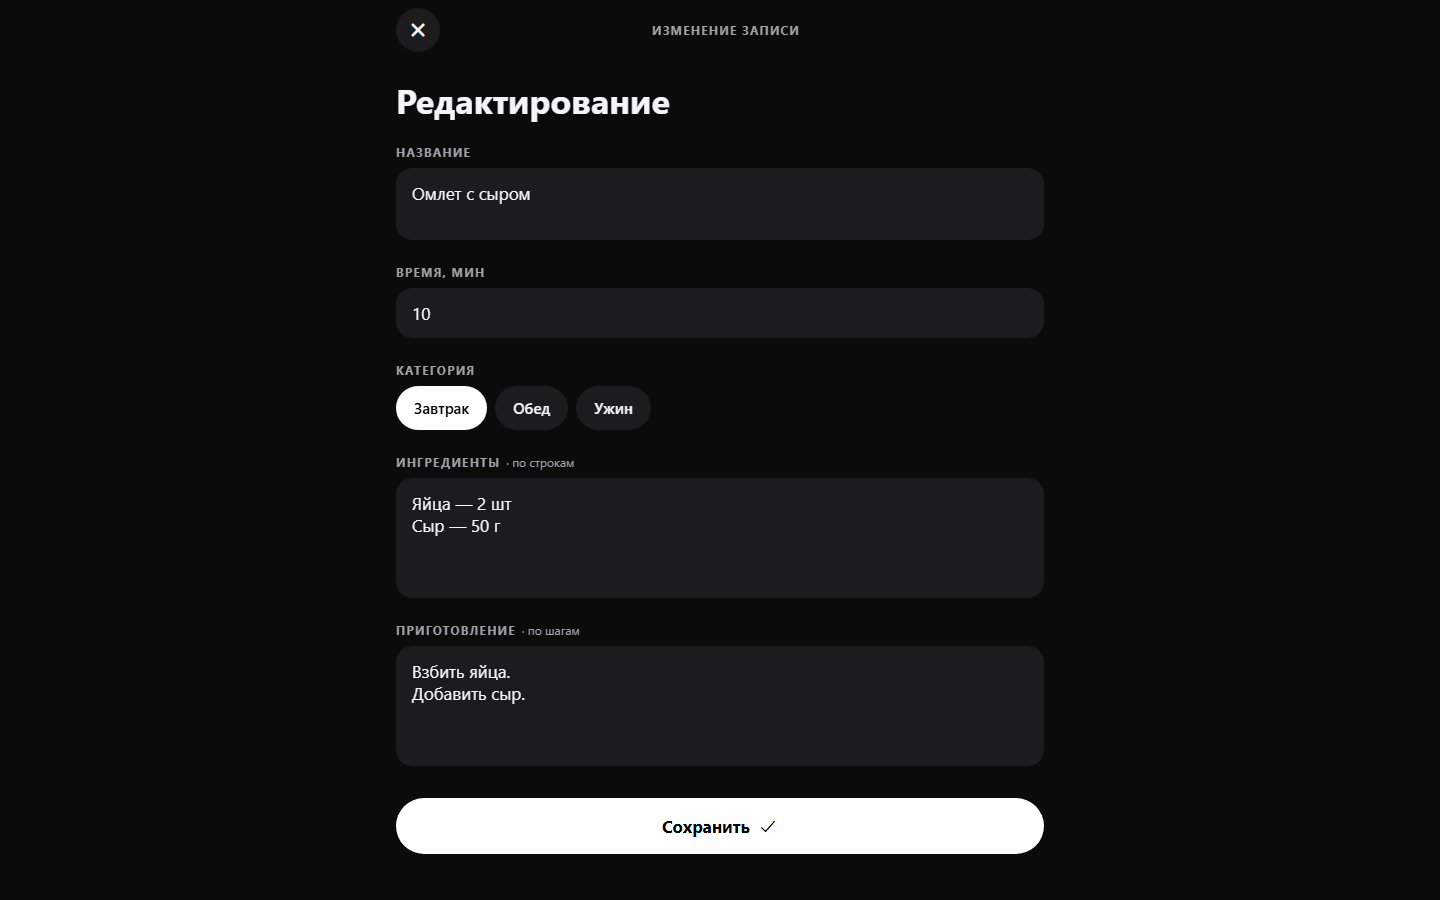 ИЗМЕНЕНИЕ ЗАПИСИ
Редактирование
НАЗВАНИЕ
Омлет с сыром
ВРЕМЯ, МИН
10
КАТЕГОРИЯ
Завтрак Обед Ужин
ИНГРЕДИЕНТЫ · по строкам
Яйца — 2 шт
Сыр — 50 г
ПРИГОТОВЛЕНИЕ · по шагам
Взбить яйца.
Добавить сыр.
Сохранить